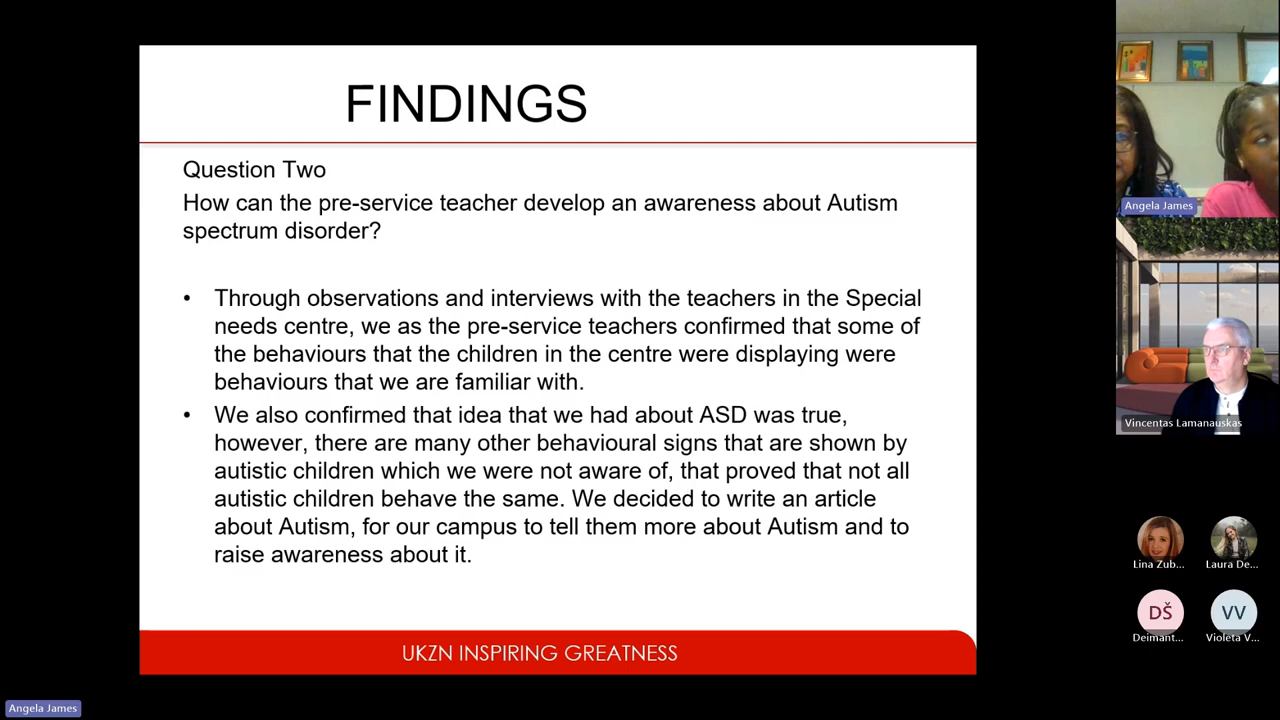 FINDINGS
Question Two
How can the pre-service teacher develop an awareness about Autism
spectrum disorder?
• Through observations and interviews with the teachers in the Special
needs centre, we as the pre-service teachers confirmed that some of
the behaviours that the children in the centre were displaying were
behaviours that we are familiar with.
• We also confirmed that idea that we had about ASD was true,
however, there are many other behavioural signs that are shown by
autistic children which we were not aware of, that proved that not all
autistic children behave the same. We decided to write an article
about Autism, for our campus to tell them more about Autism and to
raise awareness about it.
UKZN INSPIRING GREATNESS
Angela James
Vincentas Lamanauskas
Lina Zub...
Laura De...
DŠ
VV
Deimant...
Violeta V...
Angela James